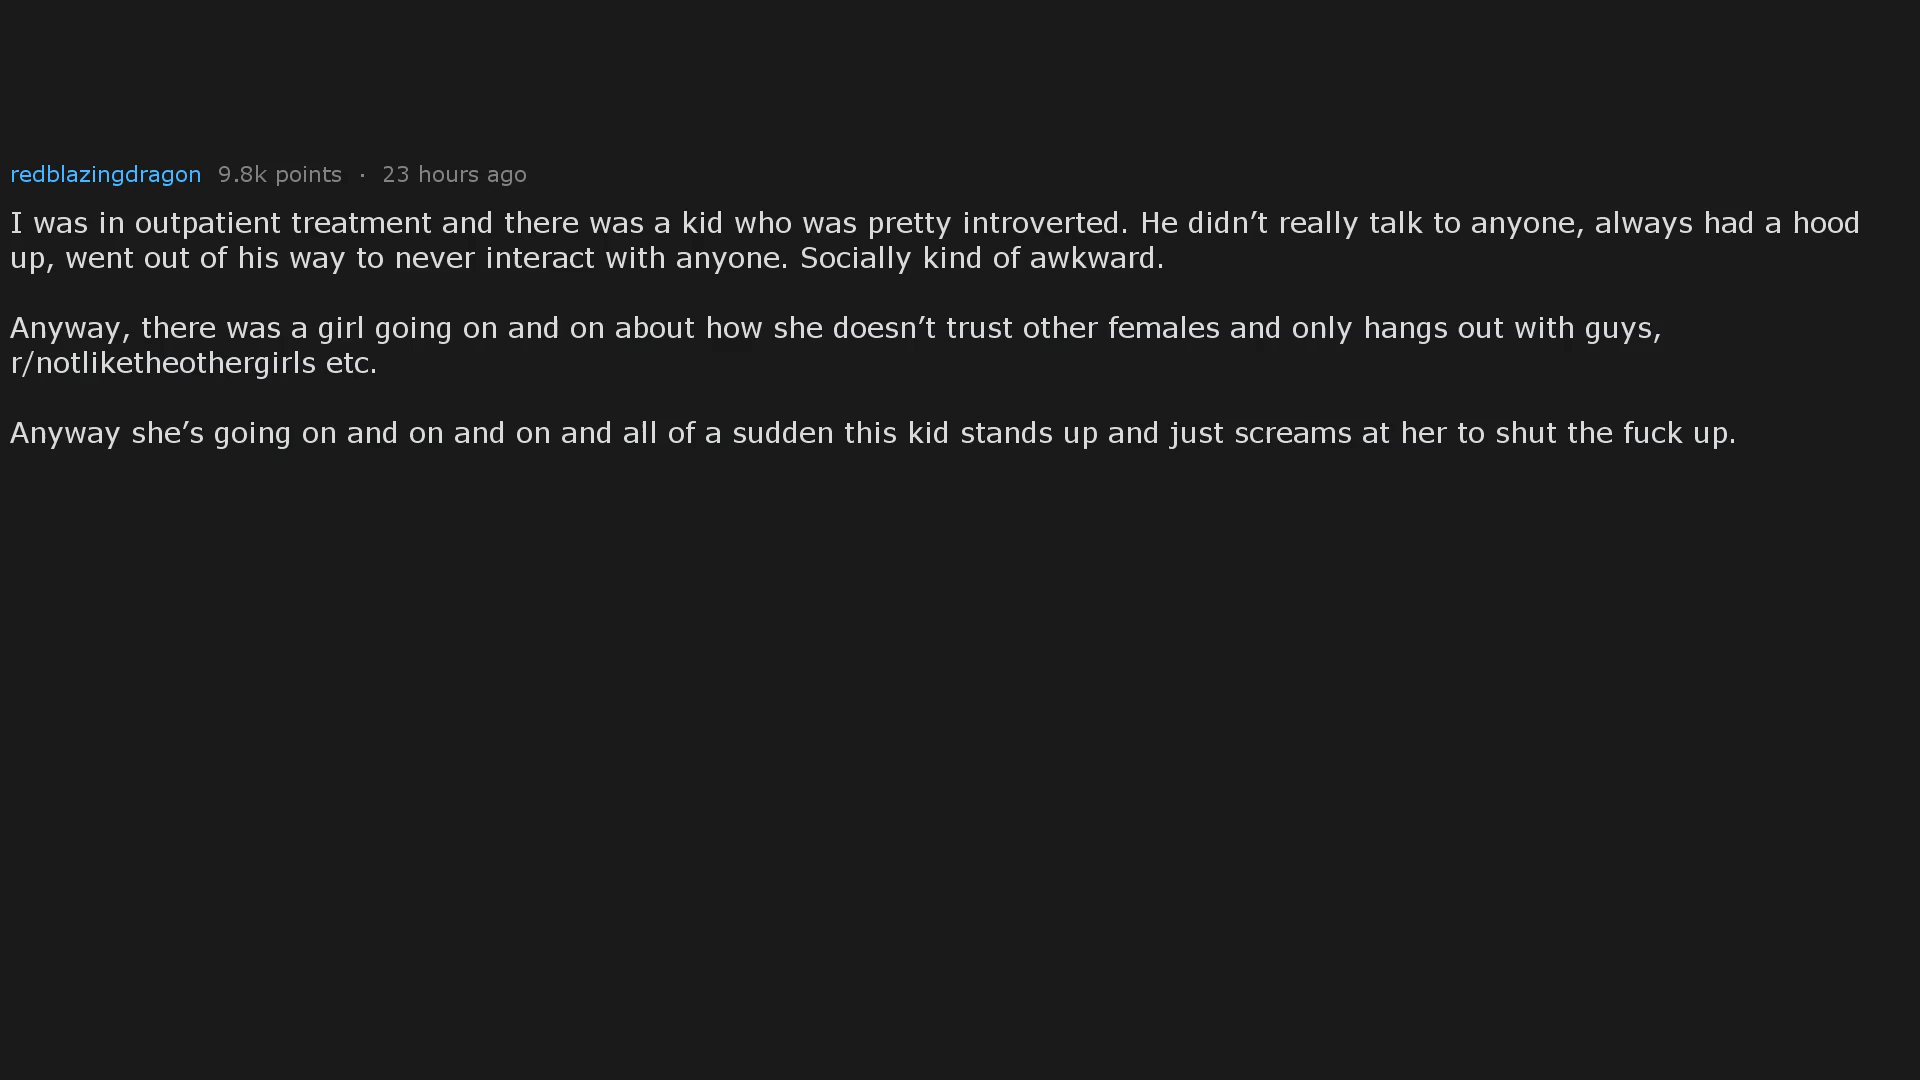 redblazingdragon 9.8k points · 23 hours ago
I was in outpatient treatment and there was a kid who was pretty introverted. He didn’t really talk to anyone, always had a hood
up, went out of his way to never interact with anyone. Socially kind of awkward.
Anyway, there was a girl going on and on about how she doesn’t trust other females and only hangs out with guys,
r/notliketheothergirls etc.
Anyway she’s going on and on and on and all of a sudden this kid stands up and just screams at her to shut the fuck up.